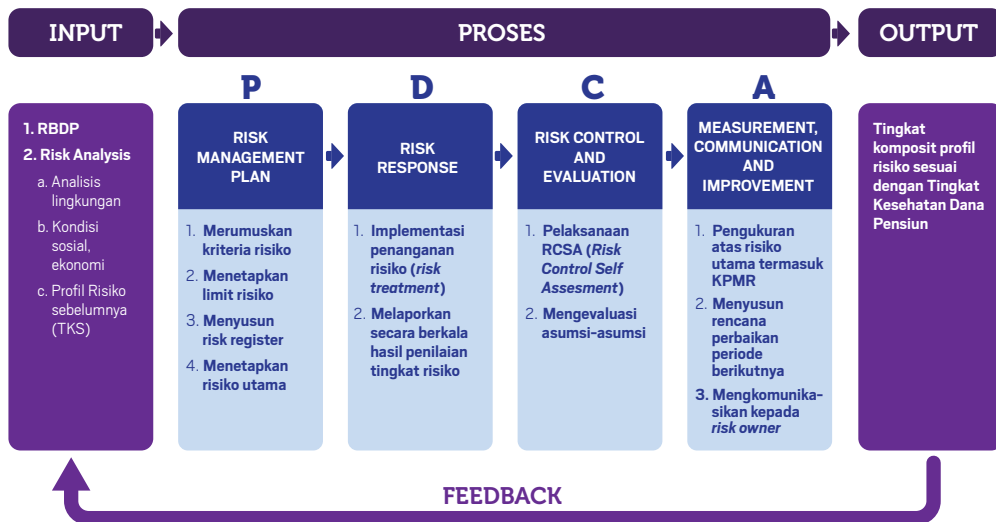 INPUT
PROSES
OUTPUT
P
D
C
A
1. RBDP
2. Risk Analysis
a. Analisis
lingkungan
b. Kondisi
sosial,
ekonomi
c. Profil Risiko
sebelumnya
(TKS)
RISK
MANAGEMENT
PLAN
1. Merumuskan
kriteria risiko
2. Menetapkan
limit risiko
3. Menyusun
risk register
4. Menetapkan
risiko utama
RISK
RESPONSE
1. Implementasi
penanganan
risiko (risk
treatment)
2. Melaporkan
secara berkala
hasil penilaian
tingkat risiko
RISK CONTROL
AND
EVALUATION
1. Pelaksanaan
RCSA (Risk
Control Self
Assesment)
2. Mengevaluasi
asumsi-asumsi
MEASUREMENT,
COMMUNICATION
AND
IMPROVEMENT
1. Pengukuran
atas risiko
utama termasuk
KPMR
2. Menyusun
rencana
perbaikan
periode
berikutnya
3. Mengkomunika-
sikan kepada
risk owner
Tingkat
komposit profil
risiko sesuai
dengan Tingkat
Kesehatan Dana
Pensiun
FEEDBACK